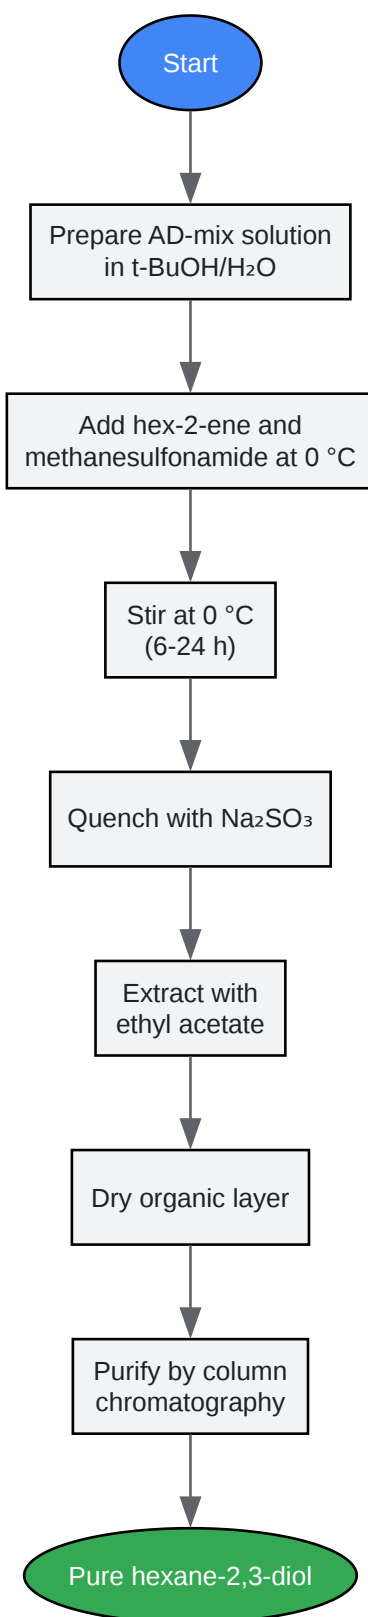 Start
Prepare AD-mix solution
in t-BuOH/H₂O
Add hex-2-ene and
methanesulfonamide at 0 °C
Stir at 0 °C
(6-24 h)
Quench with Na₂SO₃
Extract with
ethyl acetate
Dry organic layer
Purify by column
chromatography
Pure hexane-2,3-diol